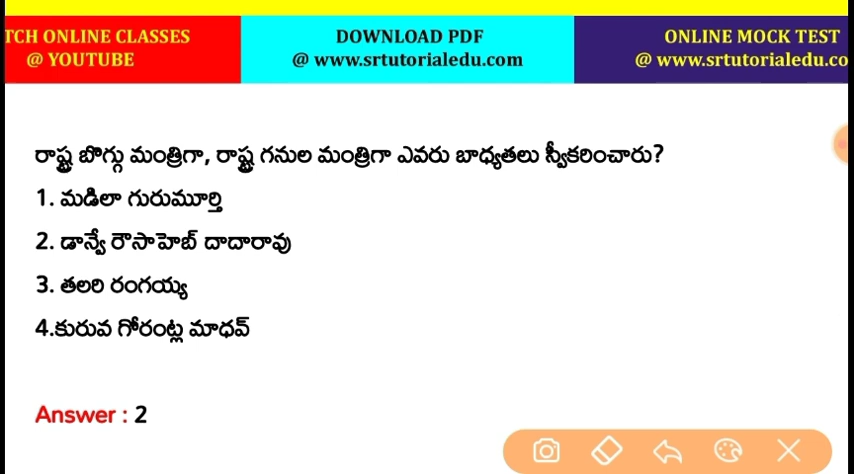 TCH ONLINE CLASSES
@ YOUTUBE
DOWNLOAD PDF
@ www.srtutorialedu.com
ONLINE MOCK TEST
@ www.srtutorialedu.co
రాష్ట్ర బొగ్గు మంత్రిగా, రాష్ట్ర గనుల మంత్రిగా ఎవరు బాధ్యతలు స్వీకరించారు?
1. మడిలా గురుమూర్తి
2. డాన్వే రౌసాహెబ్ దాదారావు
3. తలరి రంగయ్య
4.కురువ గోరంట్ల మాధవ్
Answer : 2